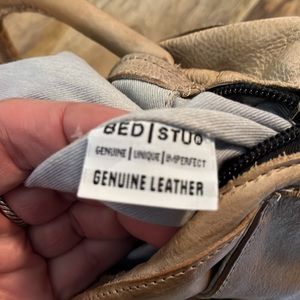 BED|STU®
GENUINE | UNIQUE | IMPERFECT
GENUINE LEATHER